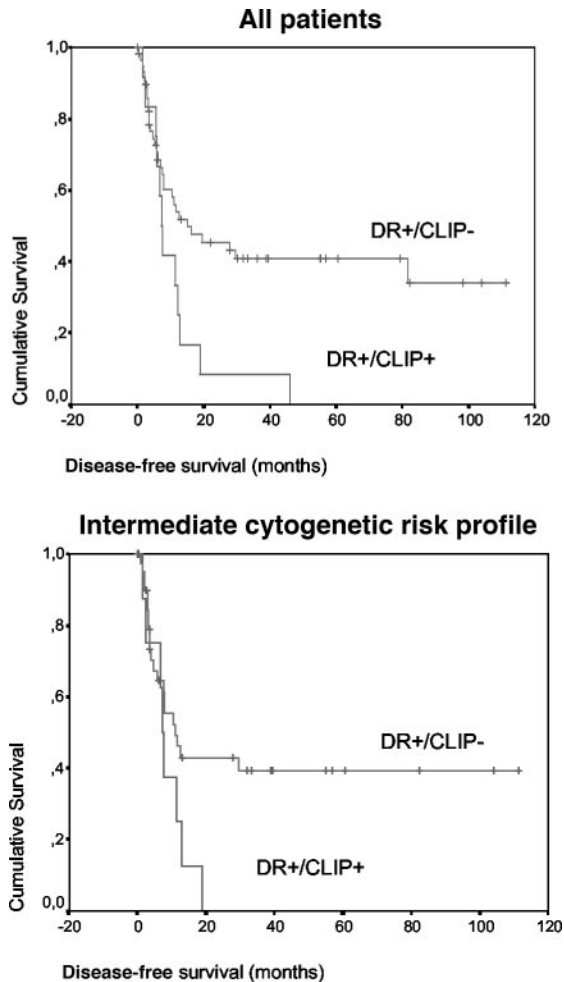 All patients
1,0
,8
,6
,4
,2
0,0
Cumulative Survival
DR+/CLIP-
DR+/CLIP+
-20 0 20 40 60 80 100 120
Disease-free survival (months)
Intermediate cytogenetic risk profile
1,0
,8
,6
,4
,2
0,0
Cumulative Survival
DR+/CLIP-
DR+/CLIP+
-20 0 20 40 60 80 100 120
Disease-free survival (months)